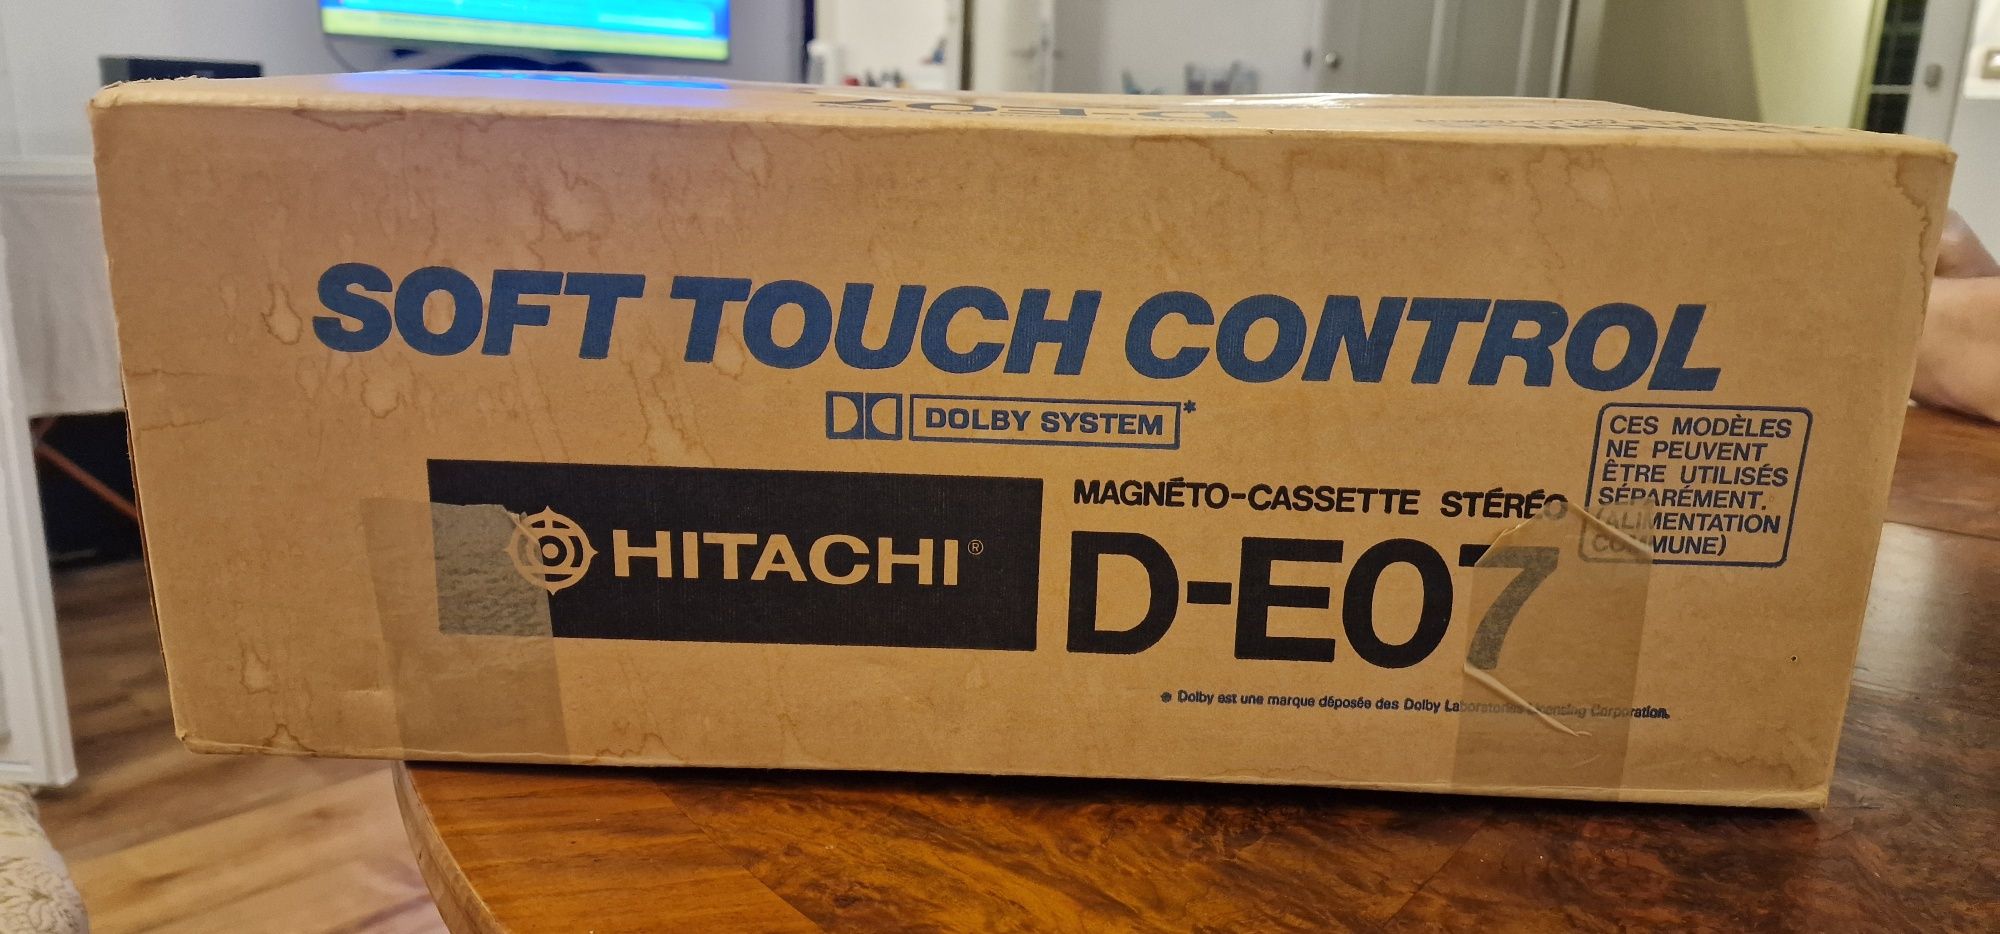 D-E07
SOFT TOUCH CONTROL
DOLBY SYSTEM*
CES MODÈLES
NE PEUVENT
ÊTRE UTILISÉS
SÉPARÉMENT.
(ALIMENTATION
COMMUNE)
HITACHI®
MAGNÉTO-CASSETTE STÉRÉO
D-E07
* Dolby est une marque déposée des Dolby Laboratories Licensing Corporation.